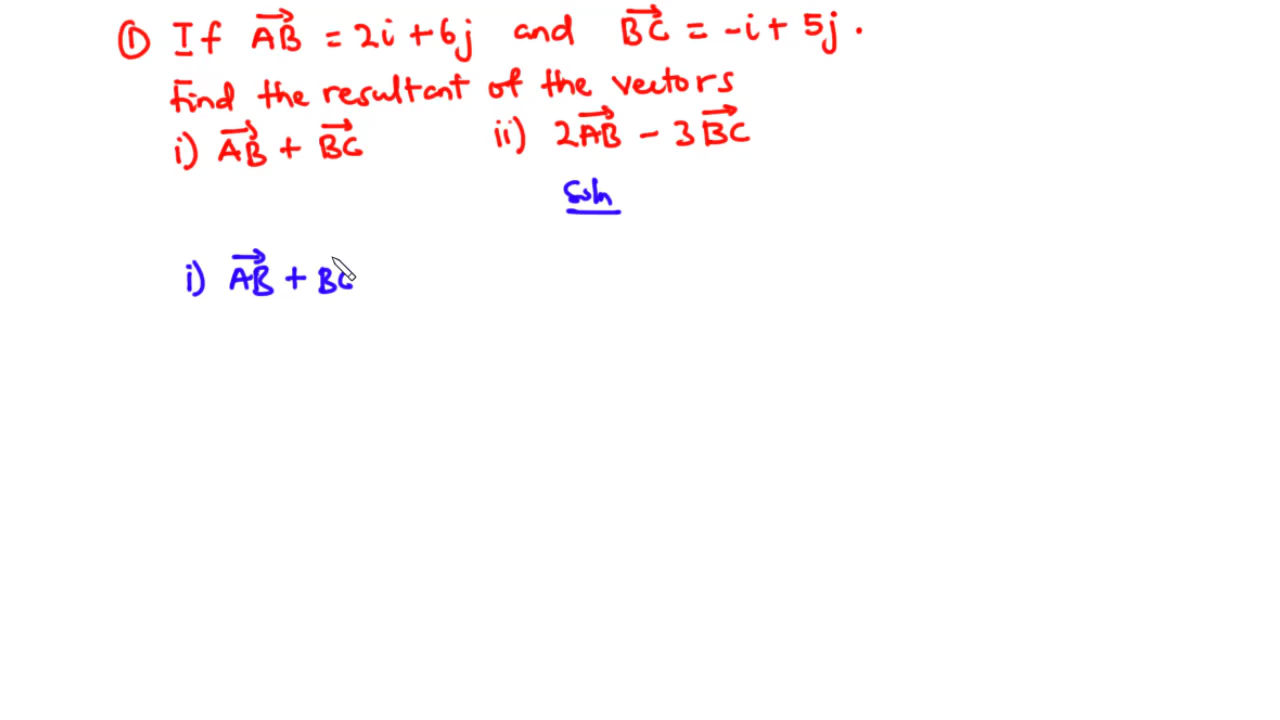 ① If AB = 2i + 6j and BC = -i + 5j.
Find the resultant of the vectors
i) AB + BC ii) 2AB - 3BC
Soln
i) AB + BC